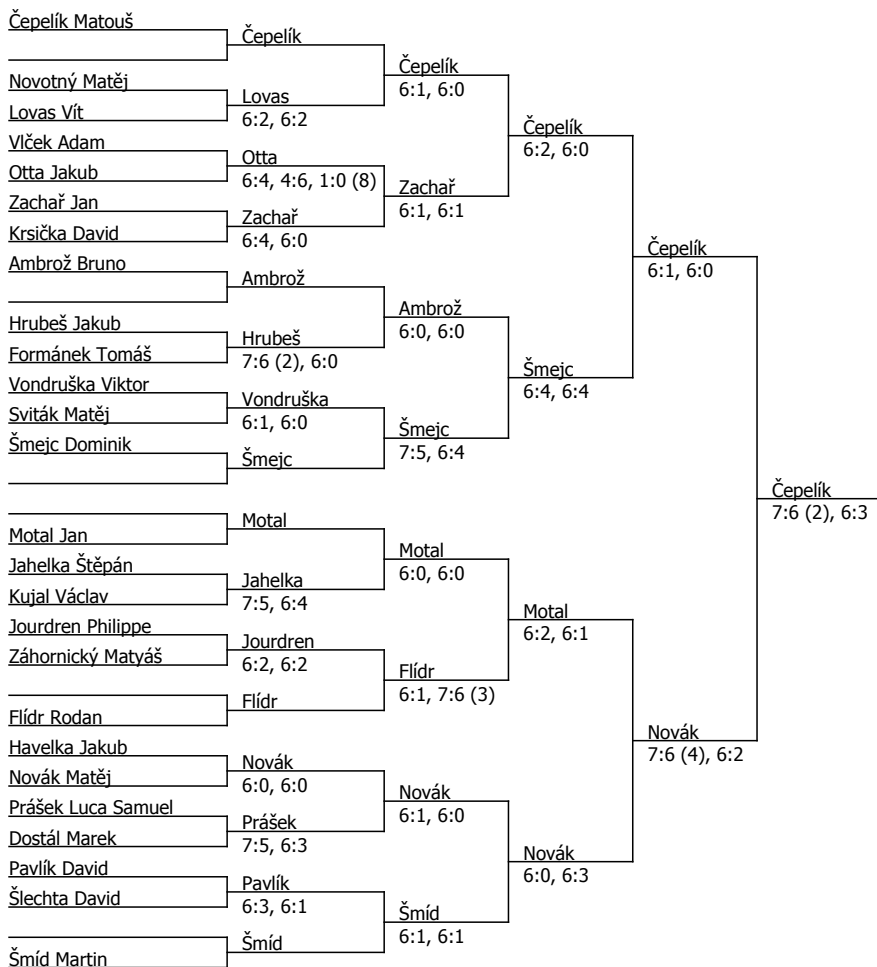 Čepelík Matouš
Novotný Matěj
Lovas Vít
Vlček Adam
Otta Jakub
Zachař Jan
Krsička David
Ambrož Bruno
Hrubeš Jakub
Formánek Tomáš
Vondruška Viktor
Sviták Matěj
Šmejc Dominik
Motal Jan
Jahelka Štěpán
Kujal Václav
Jourdren Philippe
Záhornický Matyáš
Flídr Rodan
Havelka Jakub
Novák Matěj
Prášek Luca Samuel
Dostál Marek
Pavlík David
Šlechta David
Šmíd Martin
Čepelík
Lovas
6:2, 6:2
Otta
6:4, 4:6, 1:0 (8)
Zachař
6:4, 6:0
Ambrož
Hrubeš
7:6 (2), 6:0
Vondruška
6:1, 6:0
Šmejc
Motal
Jahelka
7:5, 6:4
Jourdren
6:2, 6:2
Flídr
Novák
6:0, 6:0
Prášek
7:5, 6:3
Pavlík
6:3, 6:1
Šmíd
Čepelík
6:1, 6:0
Zachař
6:1, 6:1
Ambrož
6:0, 6:0
Šmejc
7:5, 6:4
Motal
6:0, 6:0
Flídr
6:1, 7:6 (3)
Novák
6:1, 6:0
Šmíd
6:1, 6:1
Čepelík
6:2, 6:0
Šmejc
6:4, 6:4
Motal
6:2, 6:1
Novák
6:0, 6:3
Čepelík
6:1, 6:0
Novák
7:6 (4), 6:2
Čepelík
7:6 (2), 6:3